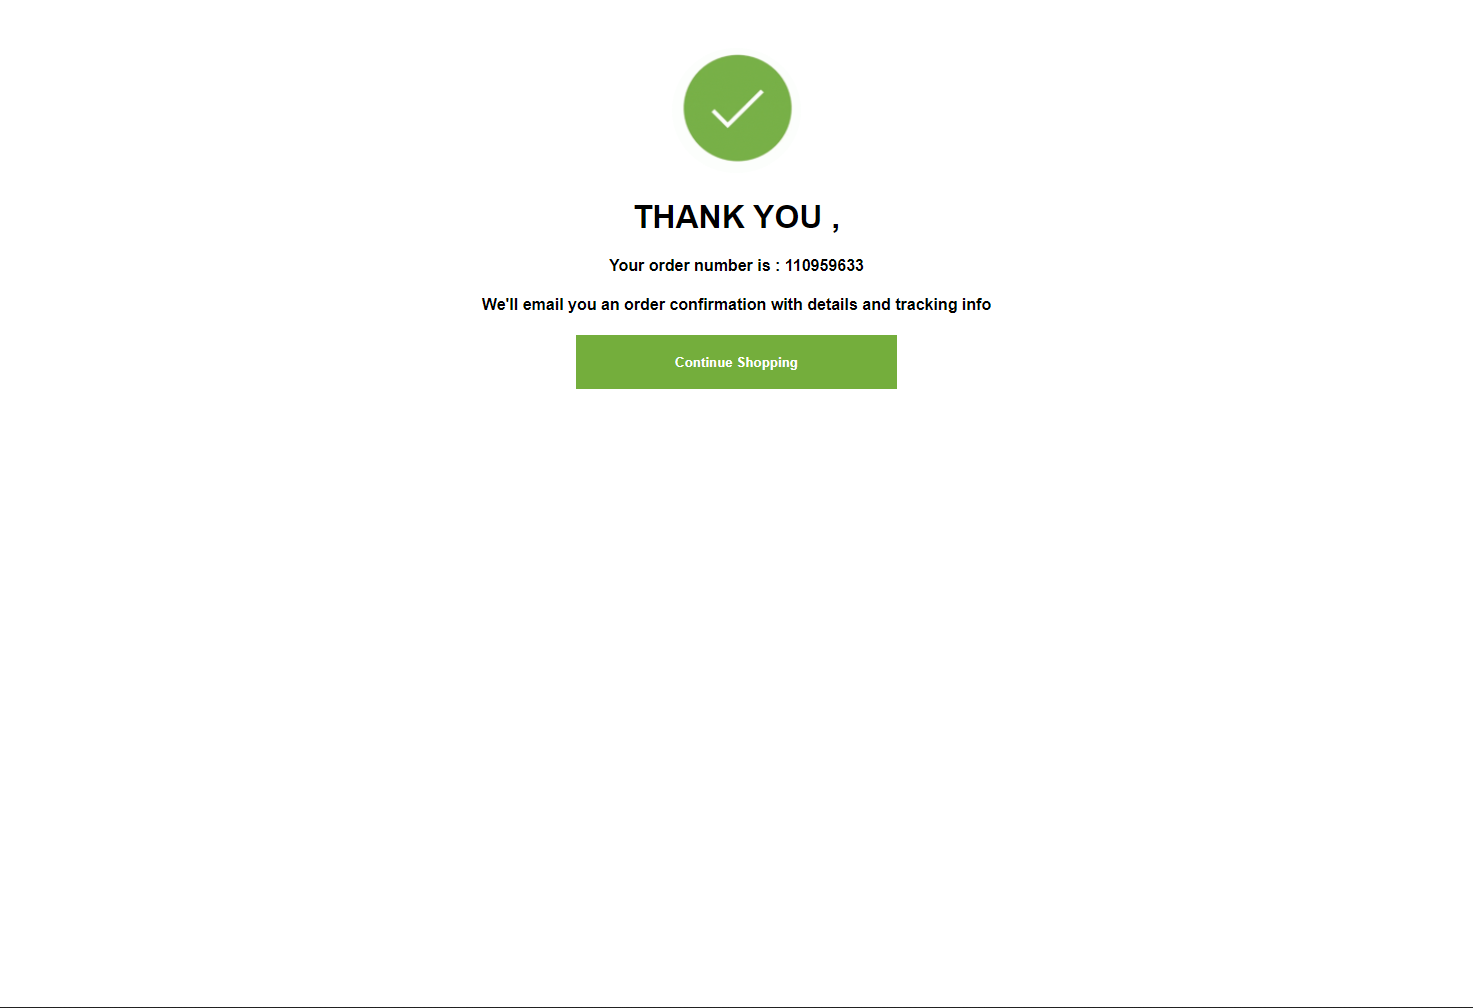 THANK YOU ,
Your order number is : 110959633
We'll email you an order confirmation with details and tracking info
Continue Shopping